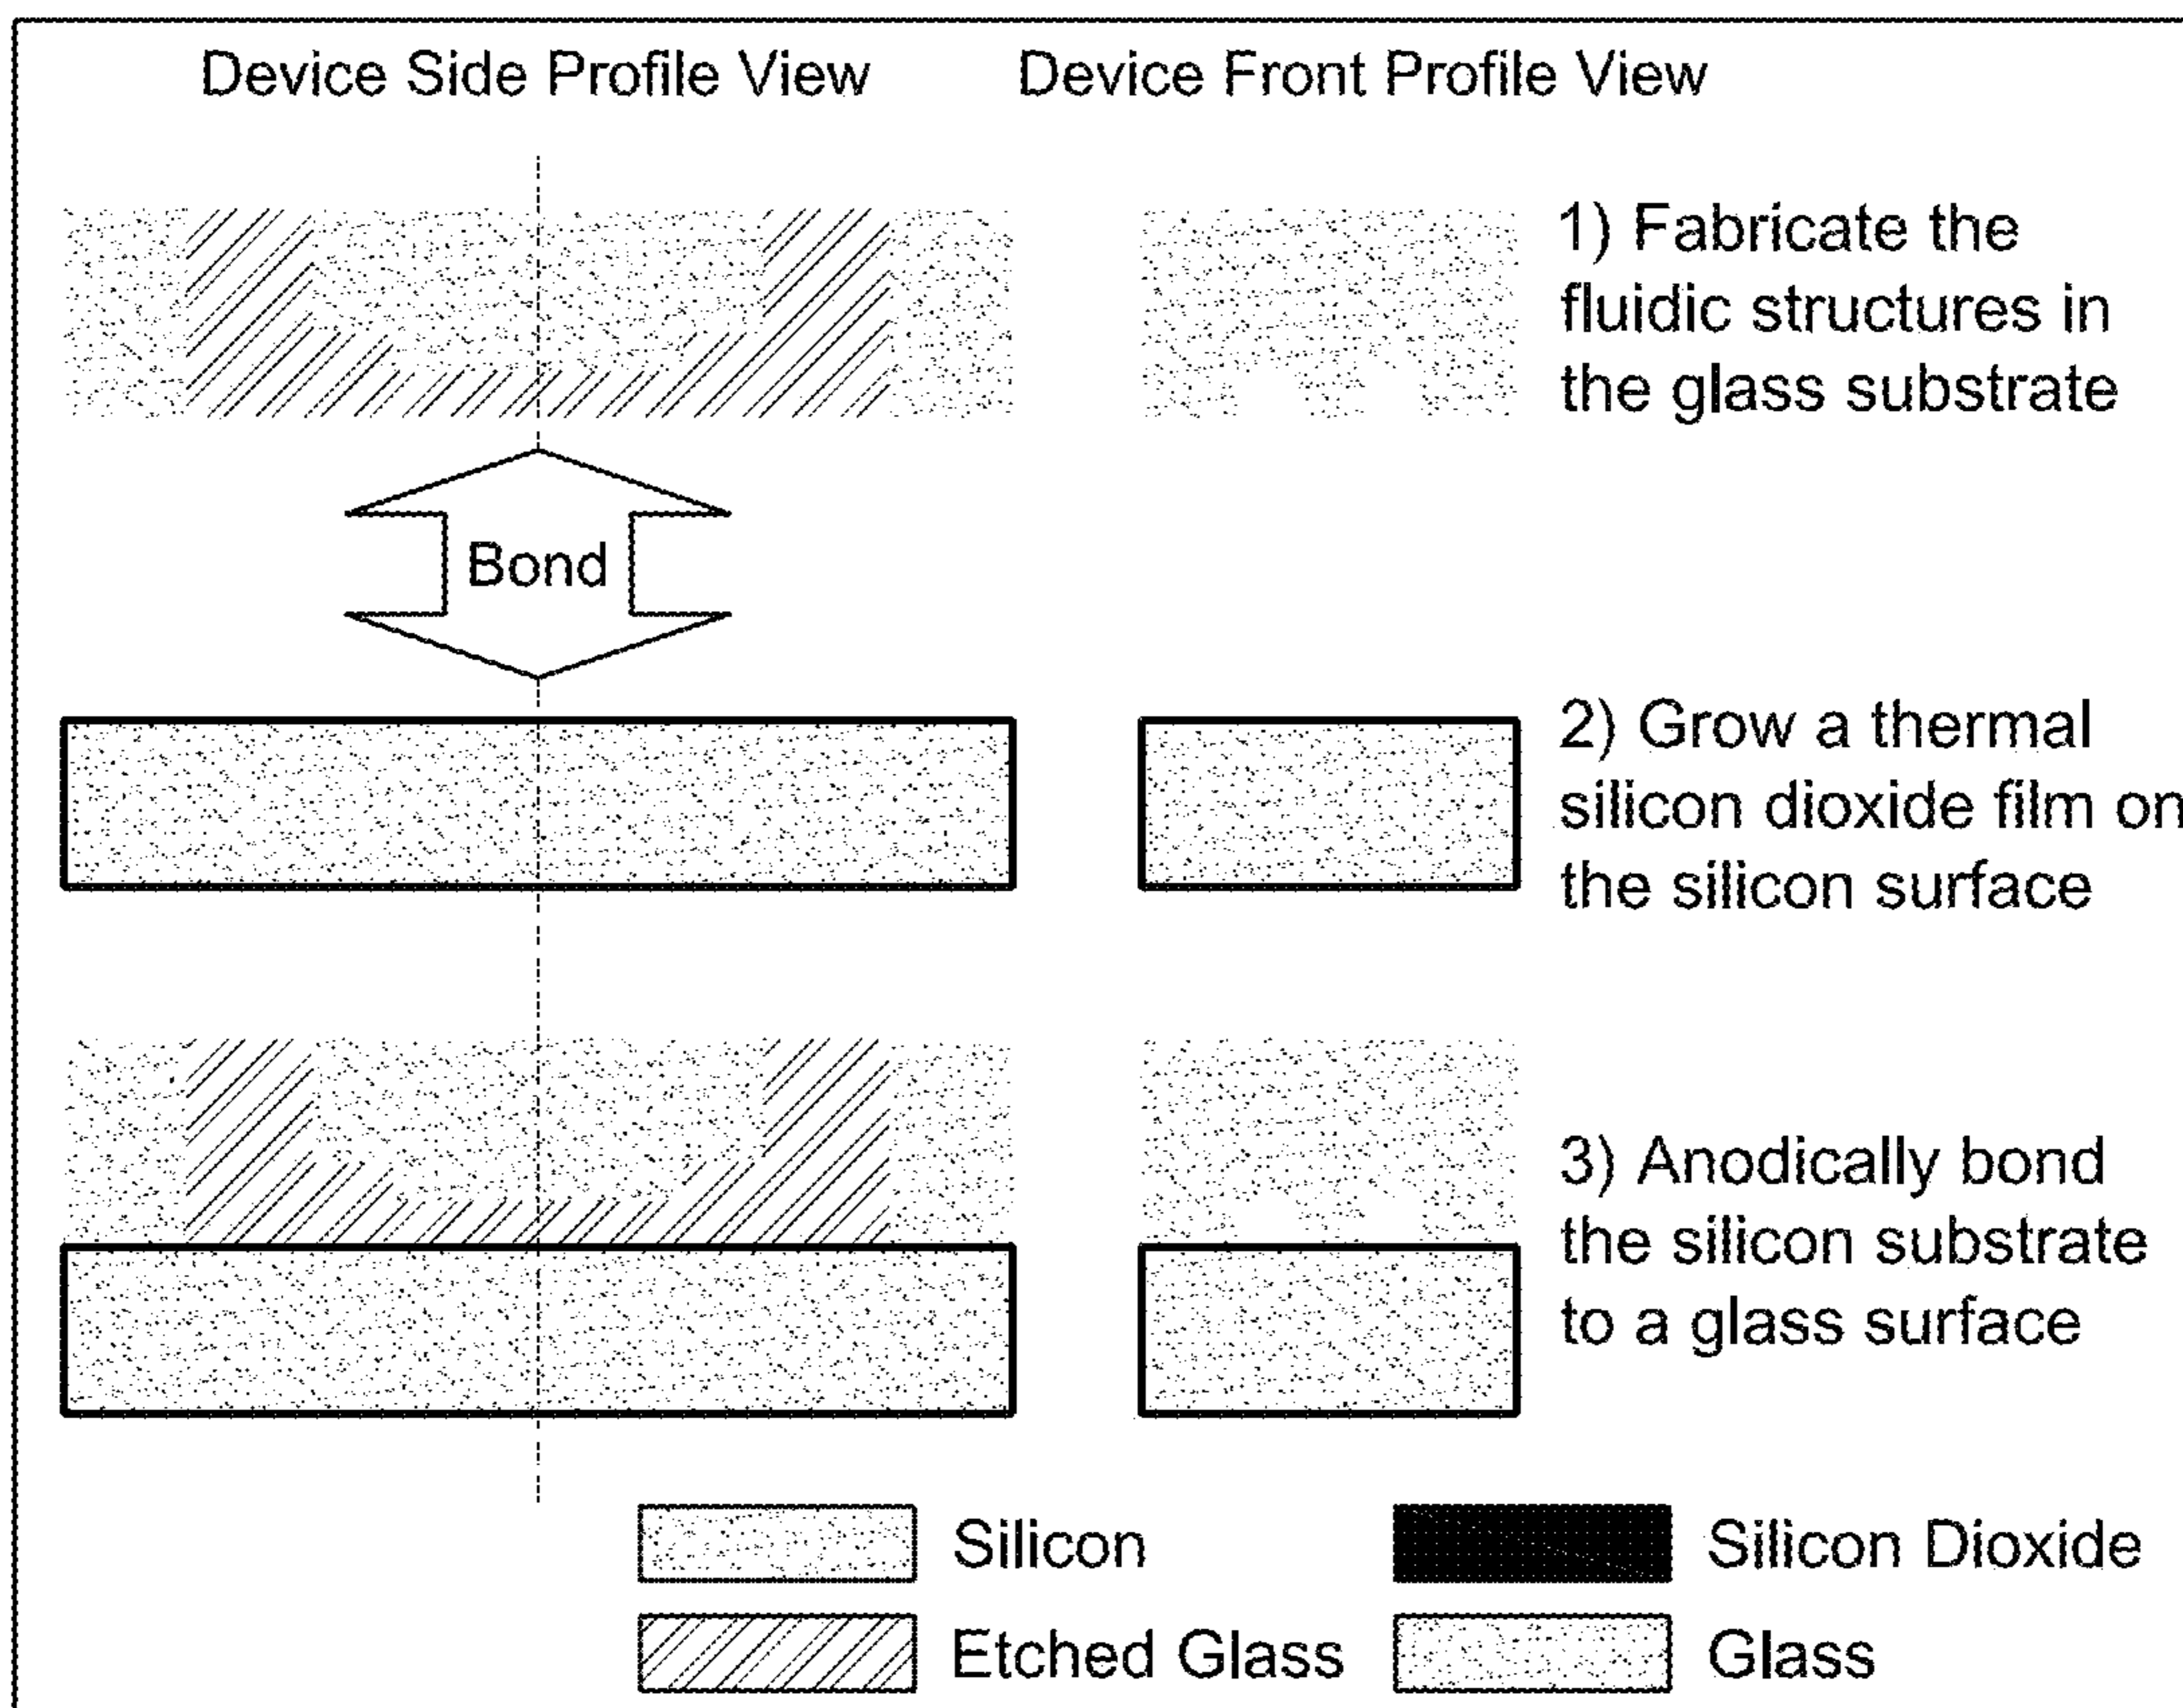 Device Side Profile View
Device Front Profile View
1) Fabricate the
fluidic structures in
the glass substrate
Bond
2) Grow a thermal
silicon dioxide film on
the silicon surface
3) Anodically bond
the silicon substrate
to a glass surface
Silicon
Silicon Dioxide
Etched Glass
Glass